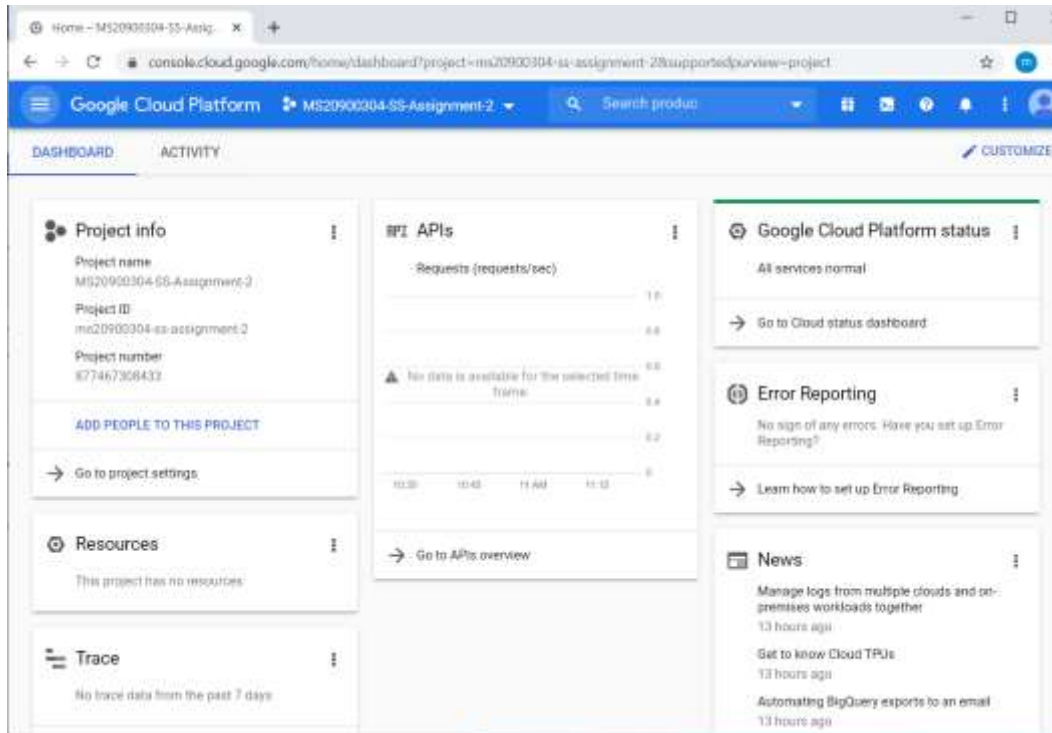 Home – MS20900304-SS-Assig
console.cloud.google.com/home/dashboard?project=ms20900304-ss-assignment-2&supportedpurview=project
m
Google Cloud Platform MS20900304-SS-Assignment-2 Search produc
DASHBOARD ACTIVITY CUSTOMIZE
Project info
Project name
MS20900304-SS-Assignment-2
Project ID
ms20900304-ss-assignment-2
Project number
877467308433
ADD PEOPLE TO THIS PROJECT
Go to project settings
Resources
This project has no resources
Trace
No trace data from the past 7 days
API APIs
Requests (requests/sec)
1.0
0.8
0.6
No data is available for the selected time
frame.
0.4
0.2
0
10:30 10:45 11 AM 11:15
Go to APIs overview
Google Cloud Platform status
All services normal
Go to Cloud status dashboard
Error Reporting
No sign of any errors. Have you set up Error
Reporting?
Learn how to set up Error Reporting
News
Manage logs from multiple clouds and on-
premises workloads together
13 hours ago
Get to know Cloud TPUs
13 hours ago
Automating BigQuery exports to an email
13 hours ago